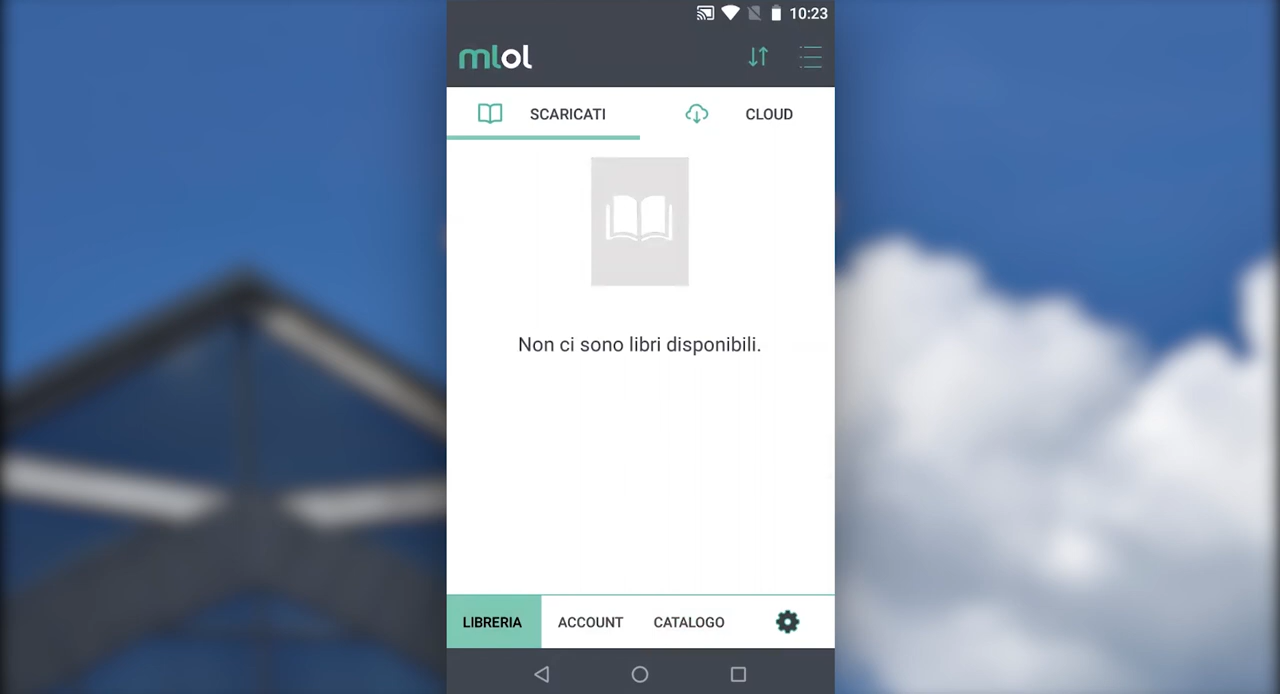 10:23
mlol
SCARICATI
CLOUD
Non ci sono libri disponibili.
LIBRERIA
ACCOUNT
CATALOGO